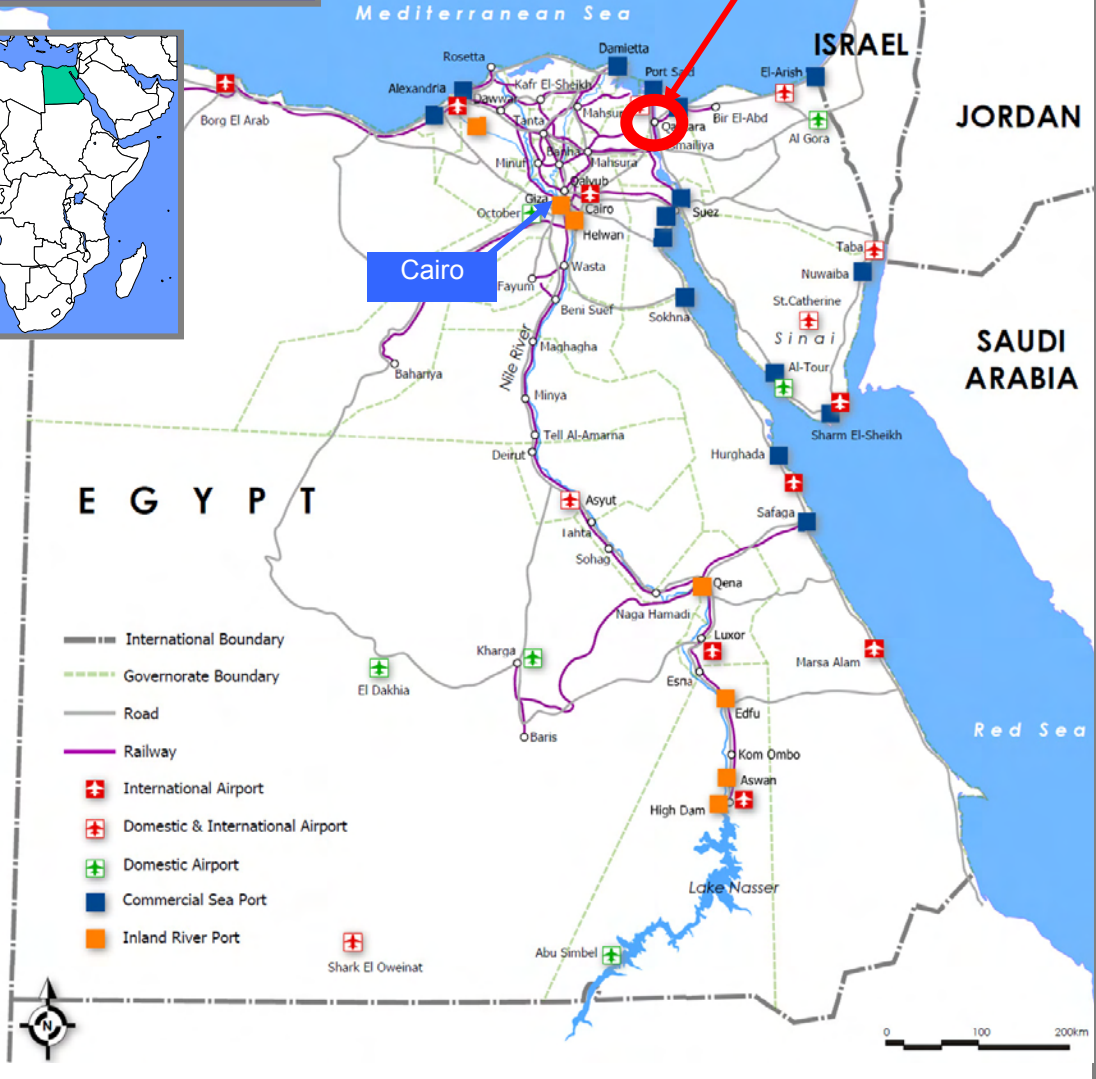 Mediterranean Sea
ISRAEL
Rosetta
Damietta
Port Said
El-Arish
Alexandria
Kafr El-Sheikh
Dawwar
Mahsura
Bir El-Abd
JORDAN
Borg El Arab
Tanta
Al Gora
Banha
Minuf
Mahsura
Qalyub
Giza
October
Cairo
Suez
Helwan
Taba
Cairo
Wasta
Nuwaiba
Fayum
St.Catherine
Beni Suef
Sokhna
Sinai
SAUDI
ARABIA
Nile River
Maghagha
Bahariya
Al-Tour
Minya
Tell Al-Amarna
Sharm El-Sheikh
Deirut
Hurghada
EGYPT
Asyut
Safaga
Tahta
Sohag
Qena
Naga Hamadi
International Boundary
Luxor
Kharga
Marsa Alam
Governorate Boundary
Esna
El Dakhia
Road
Edfu
Red Sea
Baris
Railway
Kom Ombo
International Airport
Aswan
High Dam
Domestic & International Airport
Domestic Airport
Lake Nasser
Commercial Sea Port
Inland River Port
Abu Simbel
Shark El Oweinat
N
0 100 200km